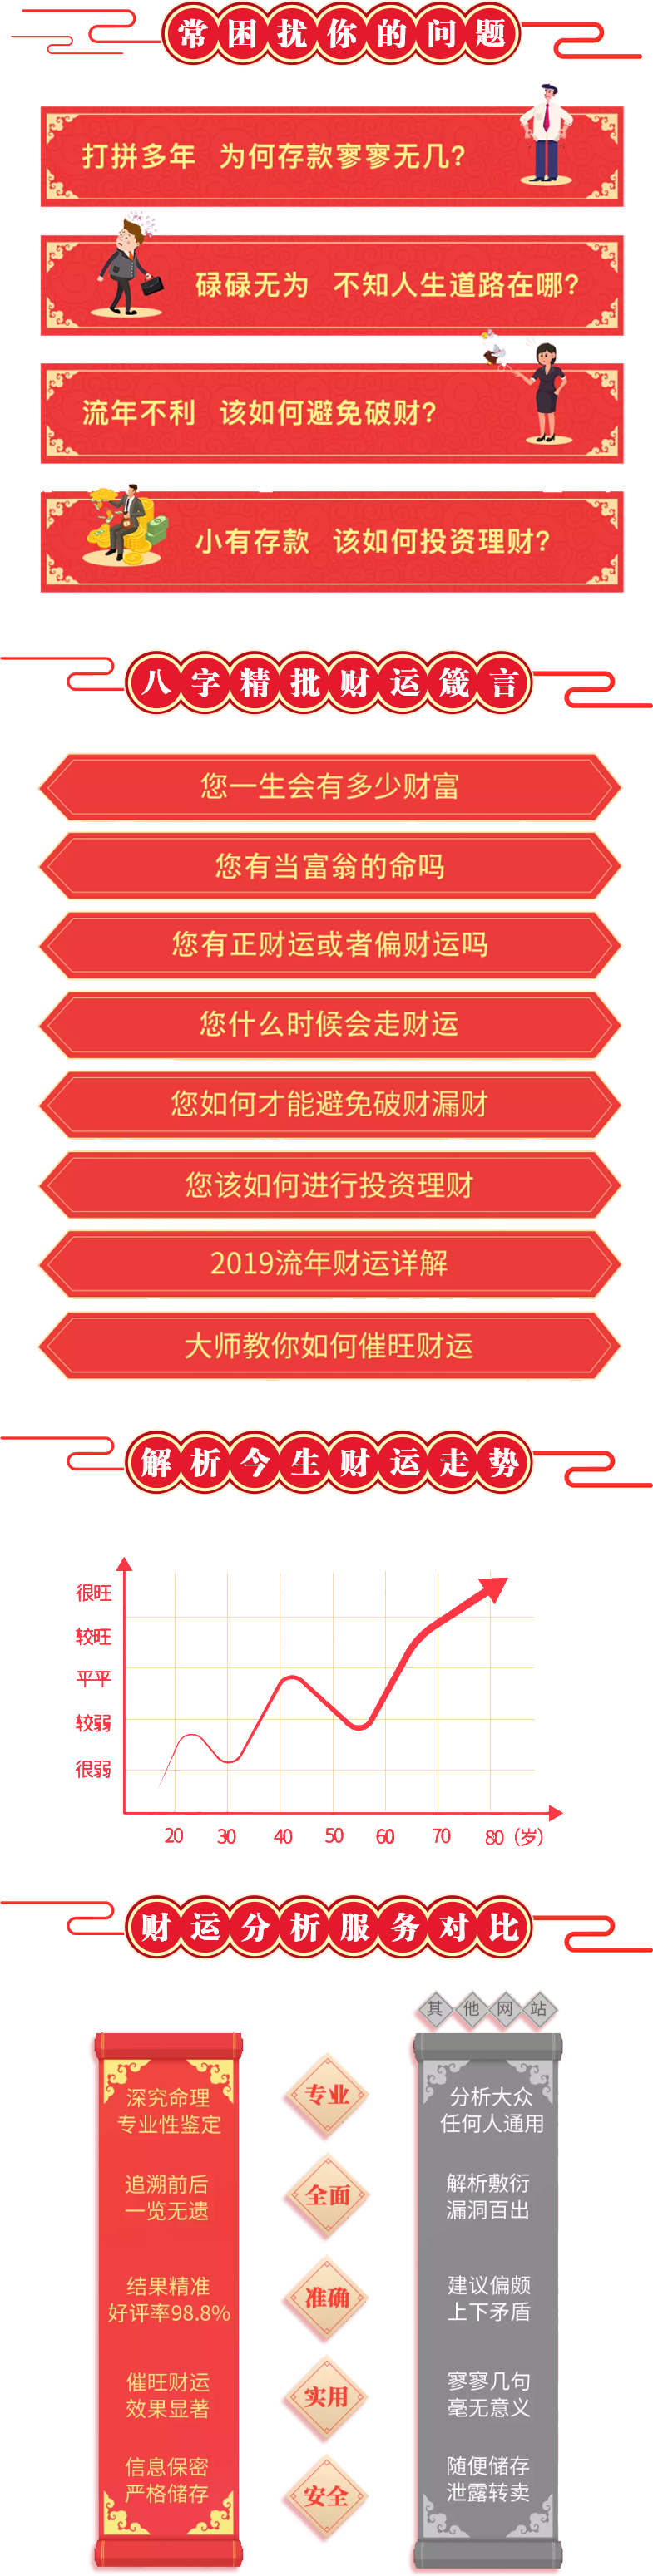 常困扰你的问题
打拼多年 为何存款寥寥无几?
碌碌无为 不知人生道路在哪?
流年不利 该如何避免破财?
小有存款 该如何投资理财?
八字精批财运箴言
您一生会有多少财富
您有当富翁的命吗
您有正财运或者偏财运吗
您什么时候会走财运
您如何才能避免破财漏财
您该如何进行投资理财
2019流年财运详解
大师教你如何催旺财运
解析今生财运走势
很旺
较旺
平平
较弱
很弱
20 30 40 50 60 70 80（岁）
财运分析服务对比
其他网站
深究命理
专业性鉴定
专业
分析大众
任何人通用
追溯前后
一览无遗
全面
解析敷衍
漏洞百出
结果精准
好评率98.8%
准确
建议偏颇
上下矛盾
催旺财运
效果显著
实用
寥寥几句
毫无意义
信息保密
严格储存
安全
随便储存
泄露转卖